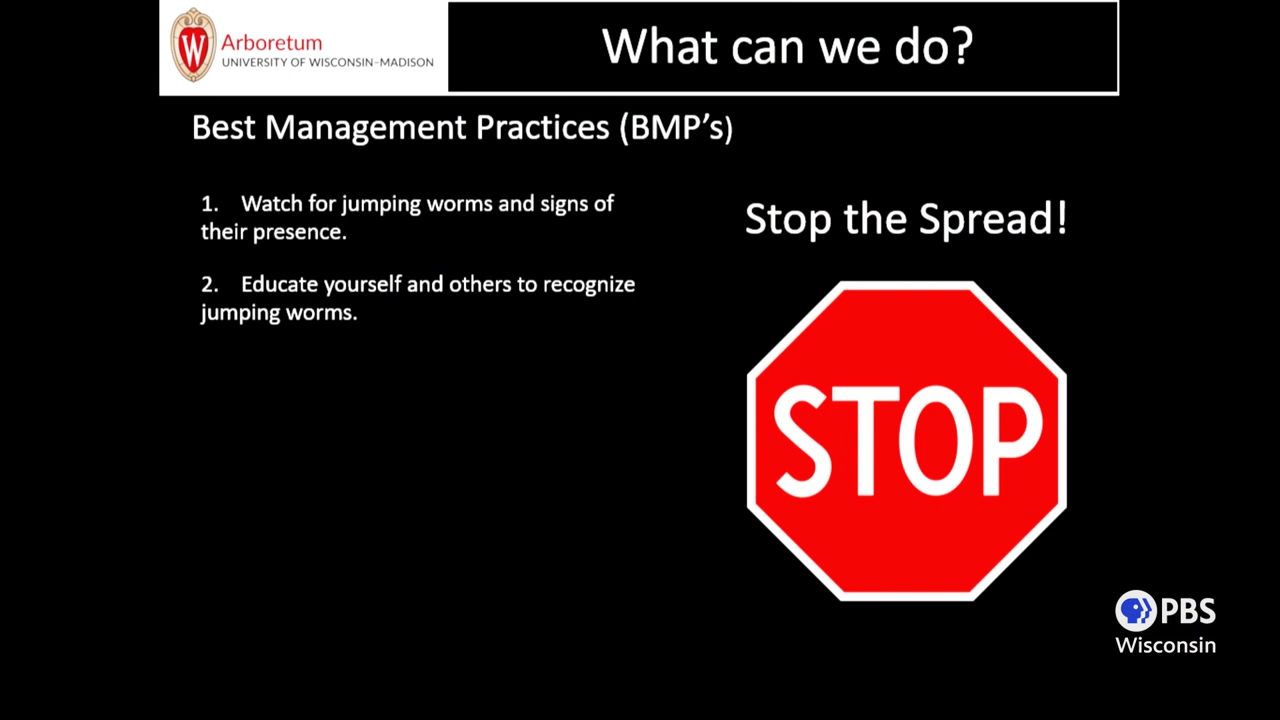 W
Arboretum
UNIVERSITY OF WISCONSIN–MADISON
What can we do?
Best Management Practices (BMP's)
1. Watch for jumping worms and signs of
their presence.
2. Educate yourself and others to recognize
jumping worms.
Stop the Spread!
STOP
PBS
Wisconsin